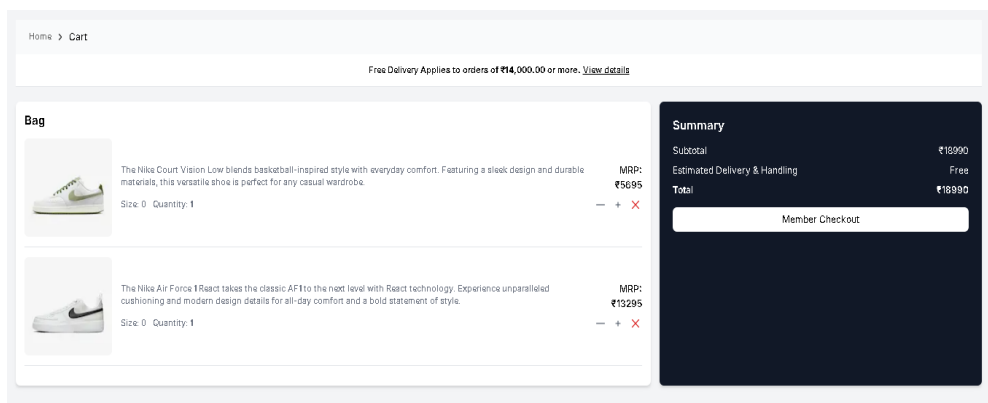 Home > Cart
Free Delivery Applies to orders of ₹14,000.00 or more. View details
Bag
The Nike Court Vision Low blends basketball-inspired style with everyday comfort. Featuring a sleek design and durable
materials, this versatile shoe is perfect for any casual wardrobe.
MRP:
₹5695
Size: 0 Quantity: 1
— + X
The Nike Air Force 1 React takes the classic AF1 to the next level with React technology. Experience unparalleled
cushioning and modern design details for all-day comfort and a bold statement of style.
MRP:
₹13295
Size: 0 Quantity: 1
— + X
Summary
Subtotal ₹18990
Estimated Delivery & Handling Free
Total ₹18990
Member Checkout